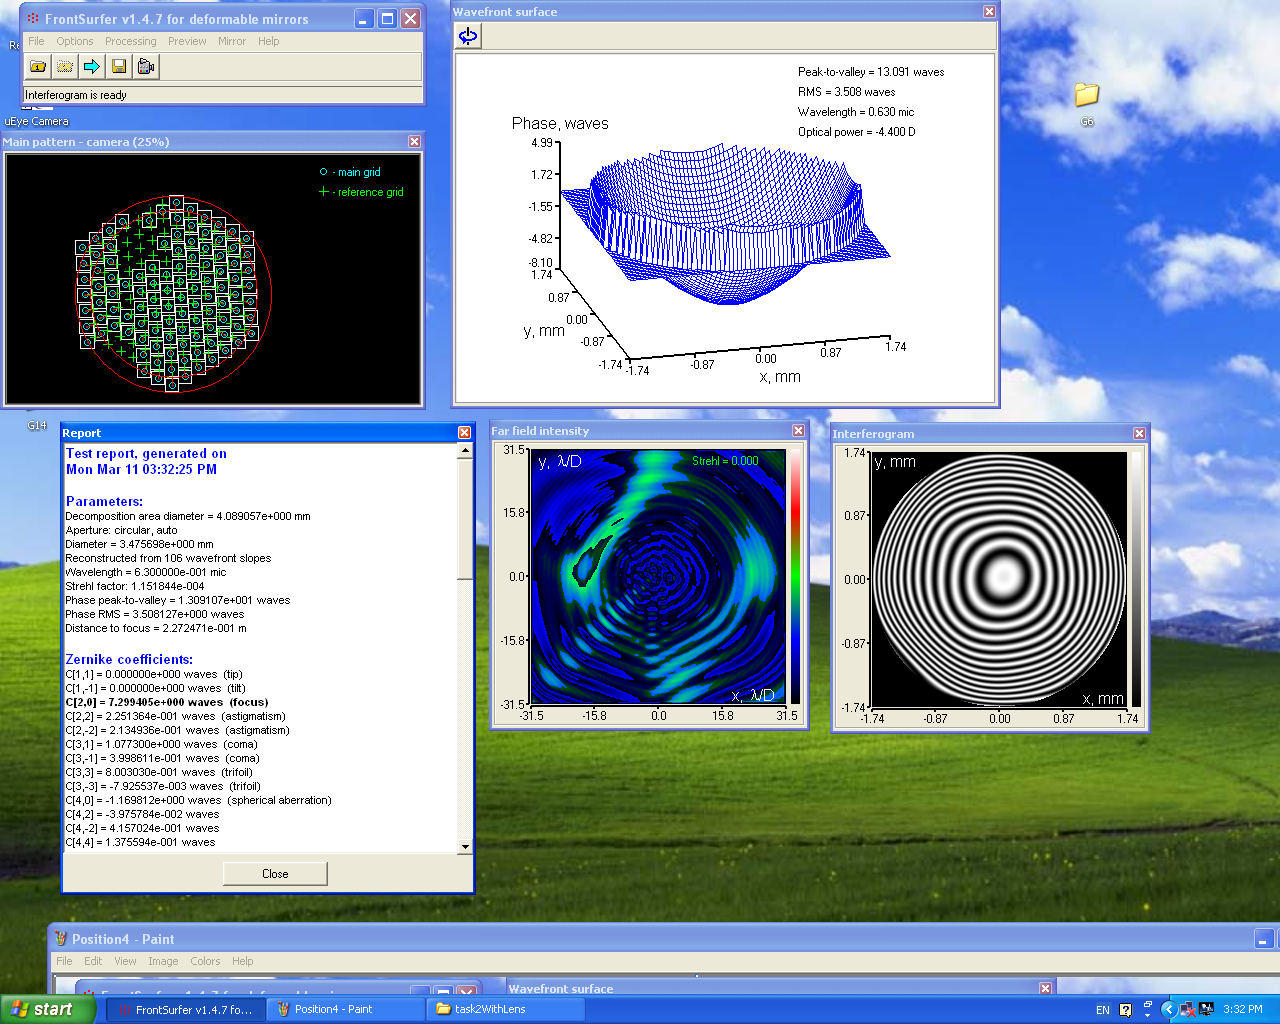 FrontSurfer v1.4.7 for deformable mirrors
File Options Processing Preview Mirror Help
Interferogram is ready
uEye Camera
Main pattern - camera (25%)
- main grid
- reference grid
Wavefront surface
Peak-to-valley = 13.091 waves
RMS = 3.508 waves
Wavelength = 0.630 mic
Optical power = -4.400 D
Phase, waves
4.99
1.72
-1.55
-4.82
-8.10
1.74
0.87
0.00
-0.87
-1.74
y, mm
-1.74
-0.87
0.00
0.87
1.74
x, mm
G6
G14
Report
Test report, generated on
Mon Mar 11 03:32:25 PM
Parameters:
Decomposition area diameter = 4.089057e+000 mm
Aperture: circular, auto
Diameter = 3.475698e+000 mm
Reconstructed from 106 wavefront slopes
Wavelength = 6.300000e-001 mic
Strehl factor: 1.151844e-004
Phase peak-to-valley = 1.309107e+001 waves
Phase RMS = 3.508127e+000 waves
Distance to focus = 2.272471e-001 m
Zernike coefficients:
C[1,1] = 0.000000e+000 waves (tip)
C[1,-1] = 0.000000e+000 waves (tilt)
C[2,0] = 7.299405e+000 waves (focus)
C[2,2] = 2.251364e-001 waves (astigmatism)
C[2,-2] = 2.134936e-001 waves (astigmatism)
C[3,1] = 1.077300e+000 waves (coma)
C[3,-1] = 3.998611e-001 waves (coma)
C[3,3] = 8.003030e-001 waves (trifoil)
C[3,-3] = -7.925537e-003 waves (trifoil)
C[4,0] = -1.169812e+000 waves (spherical aberration)
C[4,2] = -3.975784e-002 waves
C[4,-2] = 4.157024e-001 waves
C[4,4] = 1.375594e-001 waves
Close
Far field intensity
31.5
15.8
0.0
-15.8
-31.5
y, λ/D
Strehl = 0.000
x, λ/D
-31.5 -15.8 0.0 15.8 31.5
Interferogram
1.74
0.87
0.00
-0.87
-1.74
y, mm
x, mm
-1.74 -0.87 0.00 0.87 1.74
Position4 - Paint
File Edit View Image Colors Help
Wavefront surface
start
FrontSurfer v1.4.7 fo...
Position4 - Paint
task2WithLens
EN
3:32 PM